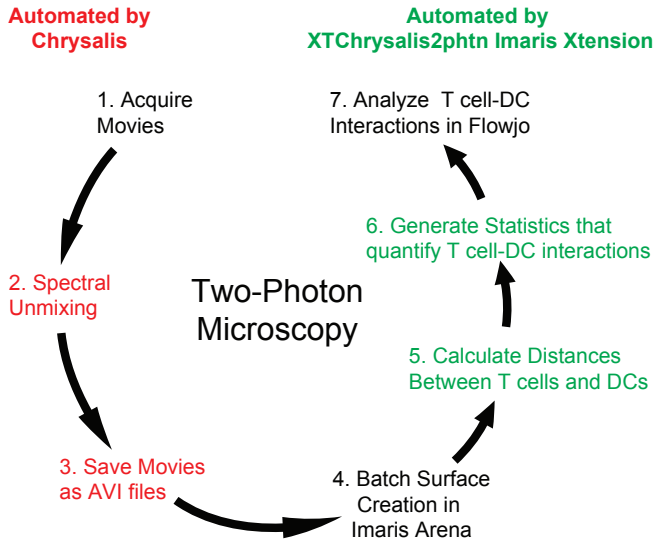 Automated by
Chrysalis
Automated by
XTChrysalis2phtn Imaris Xtension
1. Acquire
Movies
2. Spectral
Unmixing
3. Save Movies
as AVI files
4. Batch Surface
Creation in
Imaris Arena
5. Calculate Distances
Between T cells and DCs
6. Generate Statistics that
quantify T cell-DC interactions
7. Analyze T cell-DC
Interactions in Flowjo
Two-Photon
Microscopy